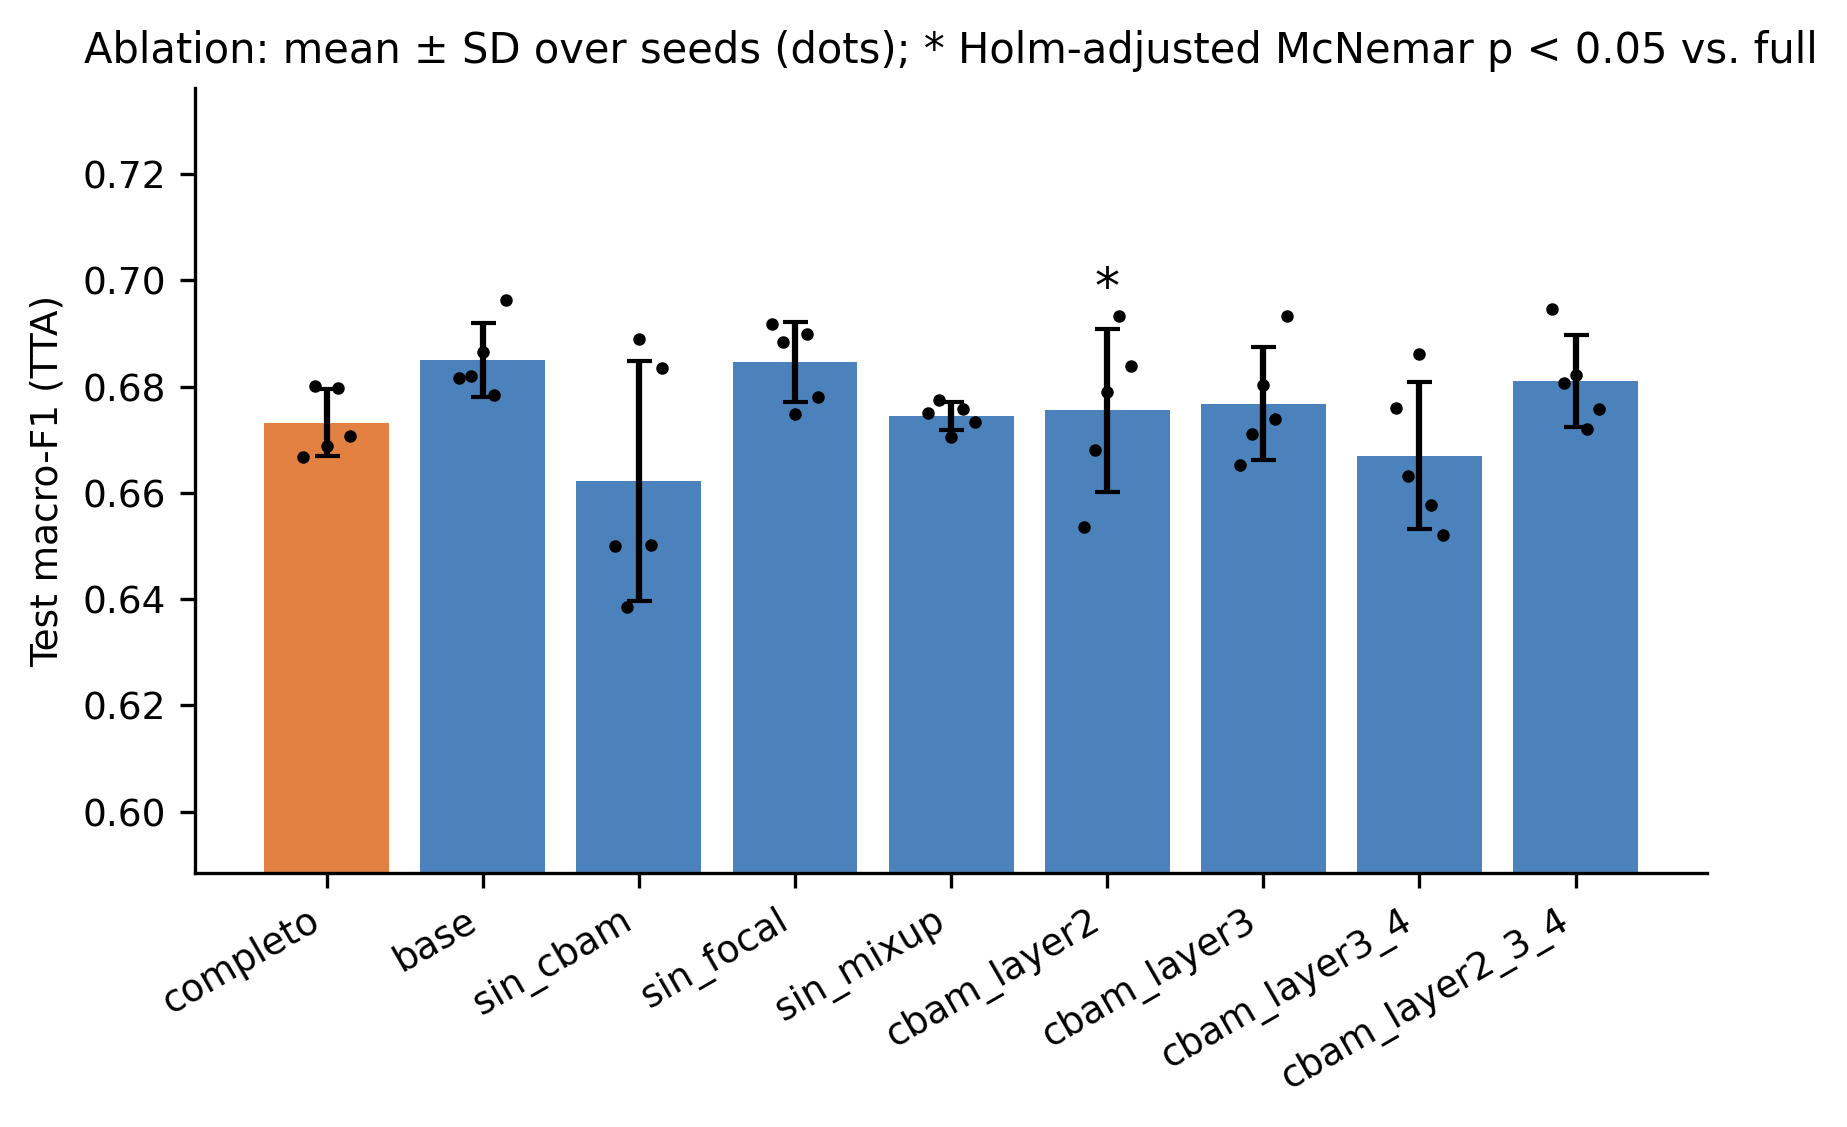 Ablation: mean ± SD over seeds (dots); * Holm-adjusted McNemar p < 0.05 vs. full
Test macro-F1 (TTA)
0.72
0.70
0.68
0.66
0.64
0.62
0.60
*
completo
base
sin_cbam
sin_focal
sin_mixup
cbam_layer2
cbam_layer3
cbam_layer3_4
cbam_layer2_3_4